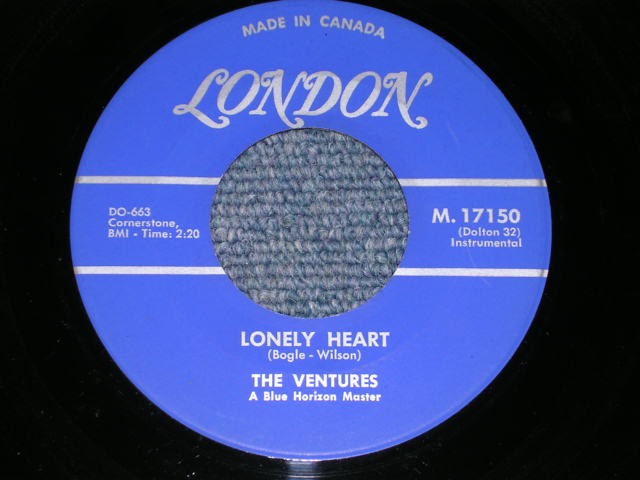 MADE IN CANADA
LONDON
DO-663
Cornerstone,
BMI - Time: 2:20
M. 17150
(Dolton 32)
Instrumental
LONELY HEART
(Bogle - Wilson)
THE VENTURES
A Blue Horizon Master